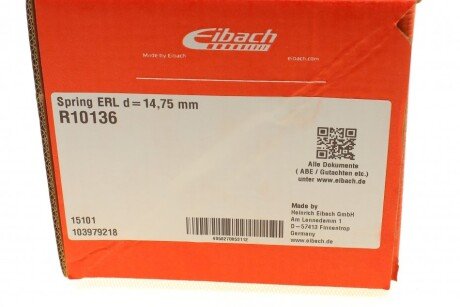 Eibach
Made by Eibach
eibach.com
Spring ERL d=14,75 mm
R10136
Alle Dokumente
( ABE / Gutachten etc.)
unter www.eibach.de
Made by
Heinrich Eibach GmbH
Am Lennedamm 1
D-57413 Finnentrop
Germany
www.eibach.de
15101
103979218